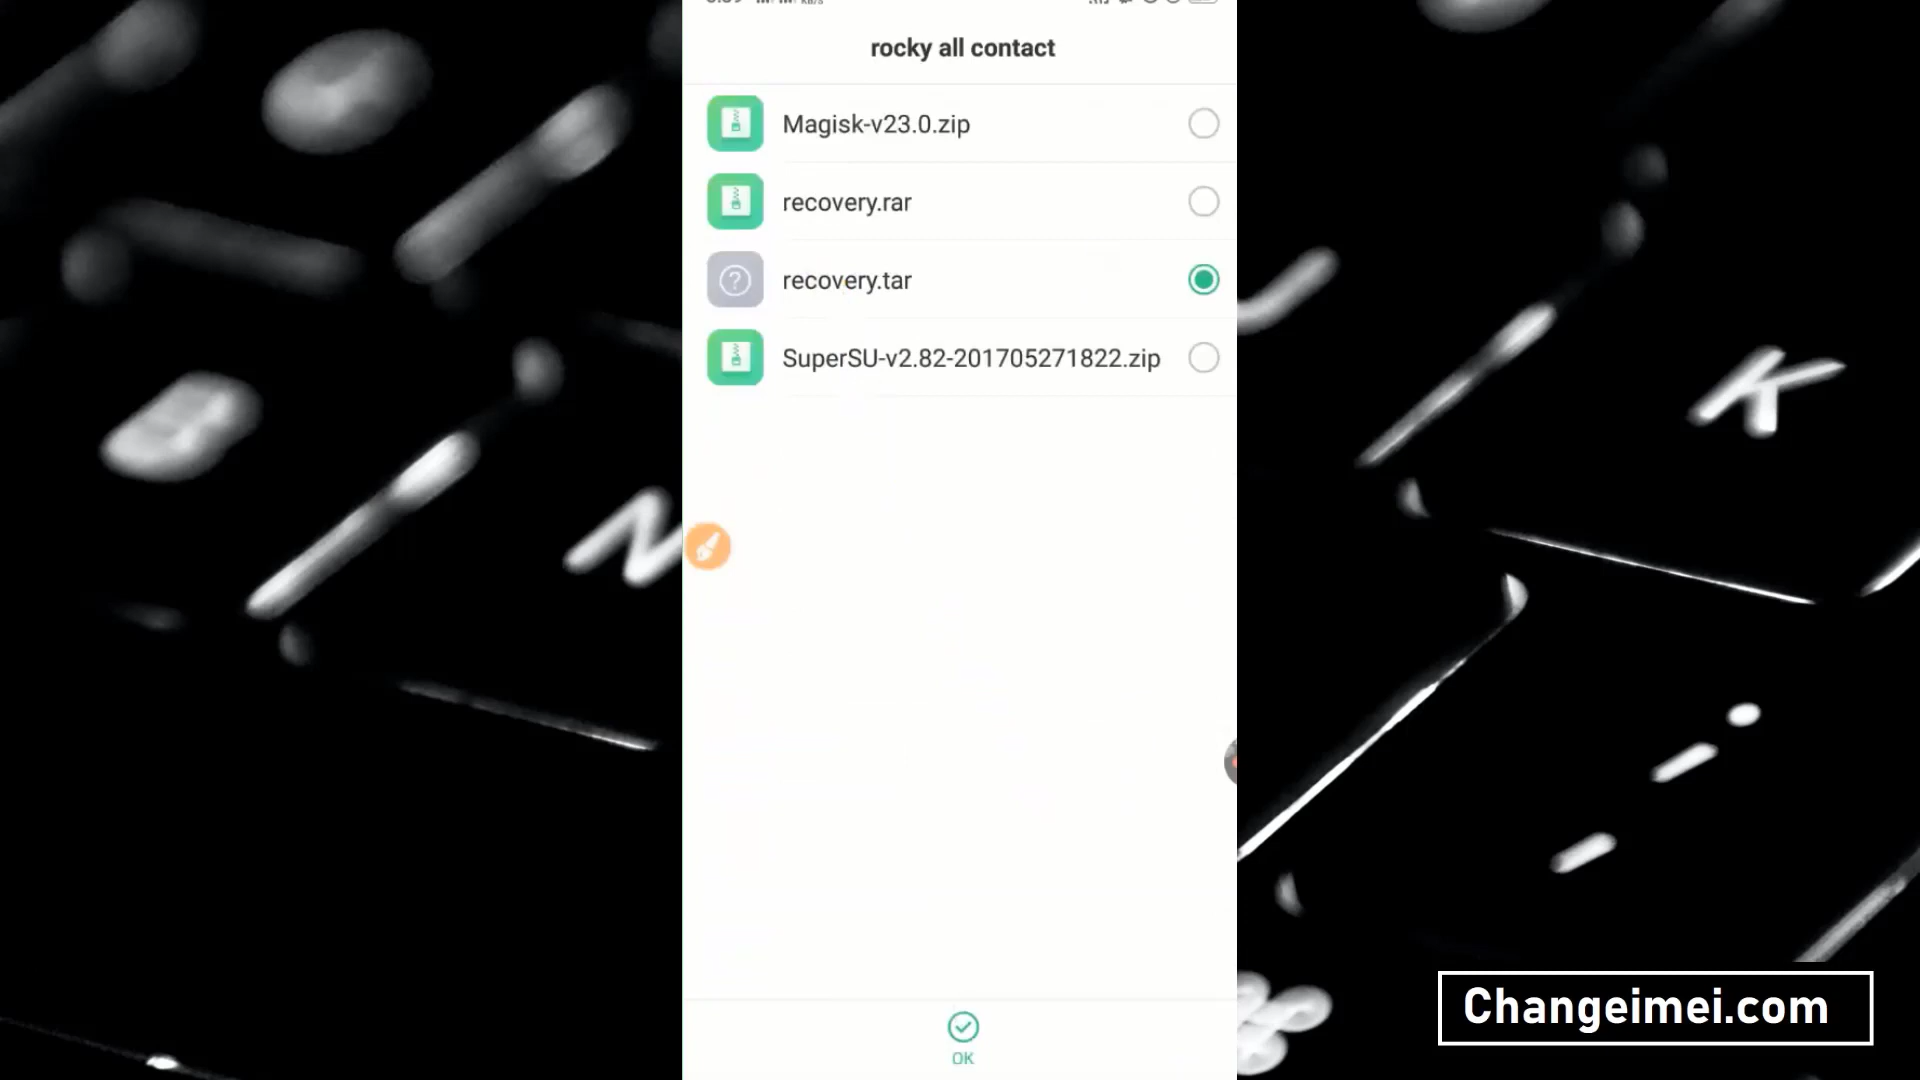 rocky all contact
Magisk-v23.0.zip
recovery.rar
recovery.tar
SuperSU-v2.82-201705271822.zip
N
K
OK
Changeimei.com